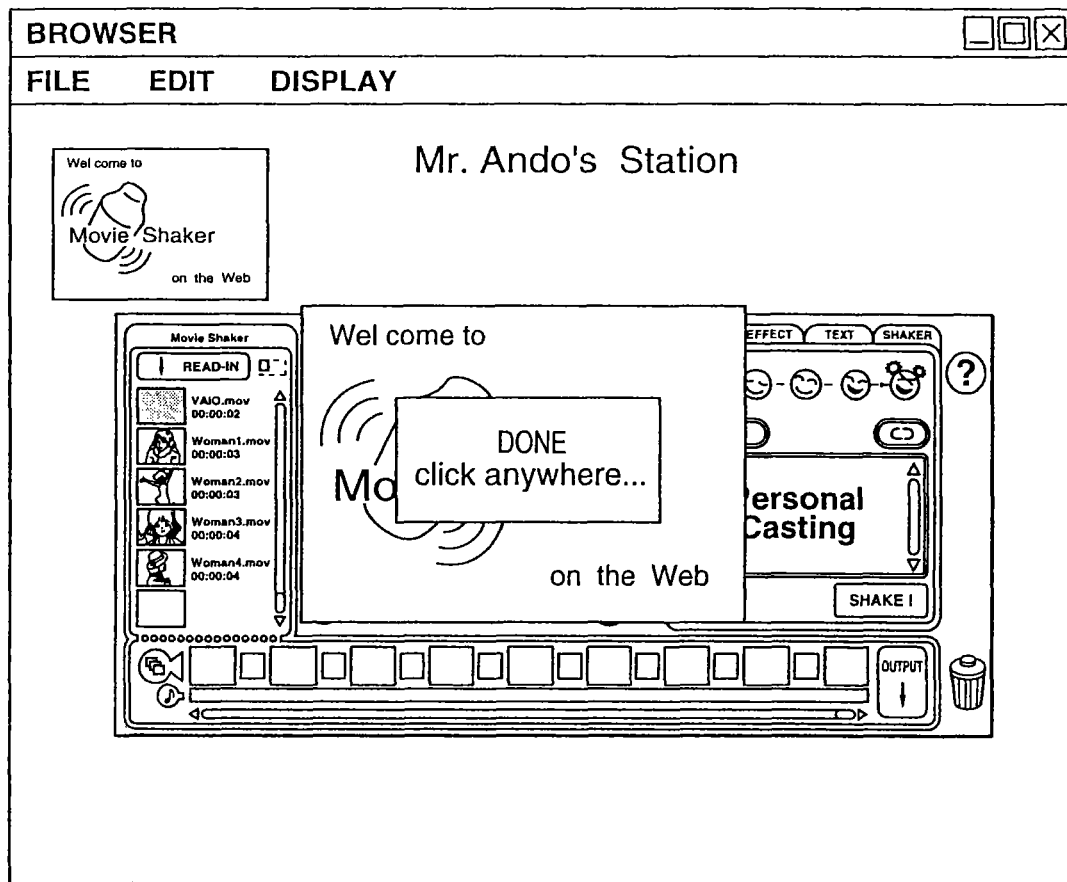 BROWSER
FILE EDIT DISPLAY
Wel come to
Movie Shaker
on the Web
Mr. Ando's Station
Movie Shaker
READ-IN
VAIO.mov
00:00:02
Woman1.mov
00:00:03
Woman2.mov
00:00:03
Woman3.mov
00:00:04
Woman4.mov
00:00:04
Wel come to
Mo
on the Web
DONE
click anywhere...
EFFECT TEXT SHAKER
?
ersonal
Casting
SHAKE !
OUTPUT